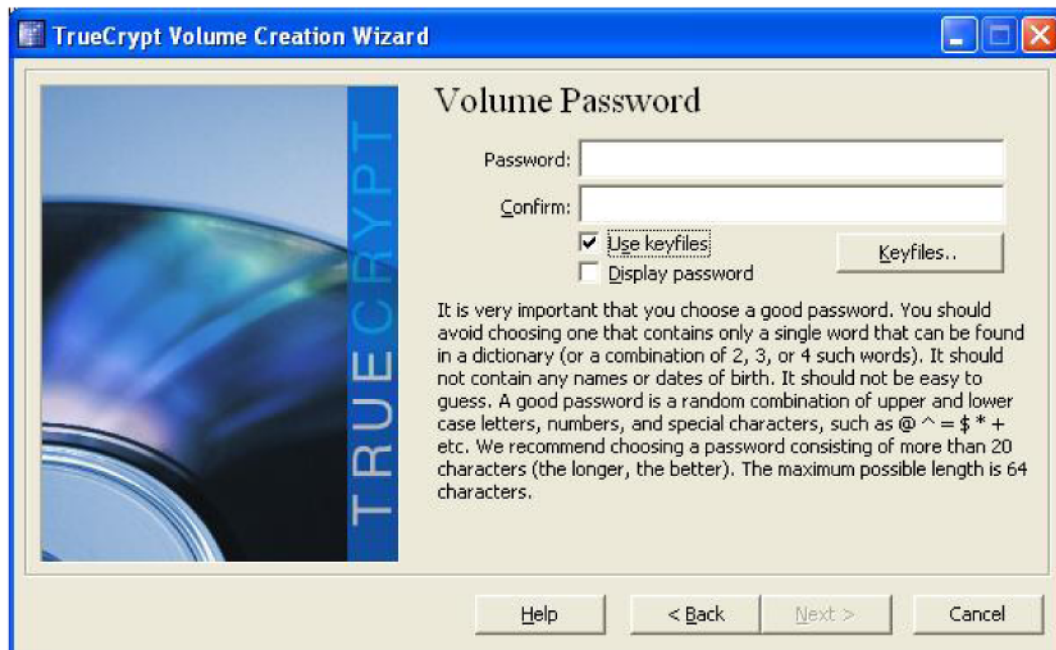 TrueCrypt Volume Creation Wizard
TRUECRYPT
Volume Password
Password:
Confirm:
Use keyfiles
Keyfiles..
Display password
It is very important that you choose a good password. You should
avoid choosing one that contains only a single word that can be found
in a dictionary (or a combination of 2, 3, or 4 such words). It should
not contain any names or dates of birth. It should not be easy to
guess. A good password is a random combination of upper and lower
case letters, numbers, and special characters, such as @ ^ = $ * +
etc. We recommend choosing a password consisting of more than 20
characters (the longer, the better). The maximum possible length is 64
characters.
Help
< Back
Next >
Cancel